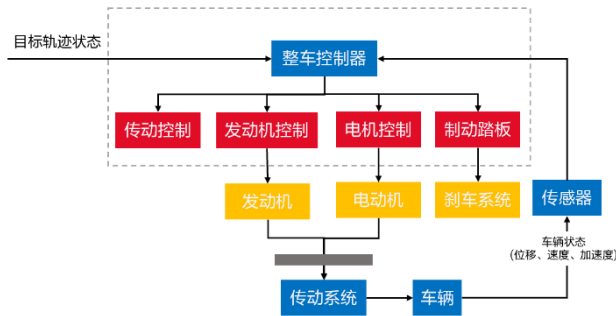 目标轨迹状态
整车控制器
传动控制
发动机控制
电机控制
制动踏板
发动机
电动机
刹车系统
传感器
车辆状态
(位移、速度、加速度)
传动系统
车辆